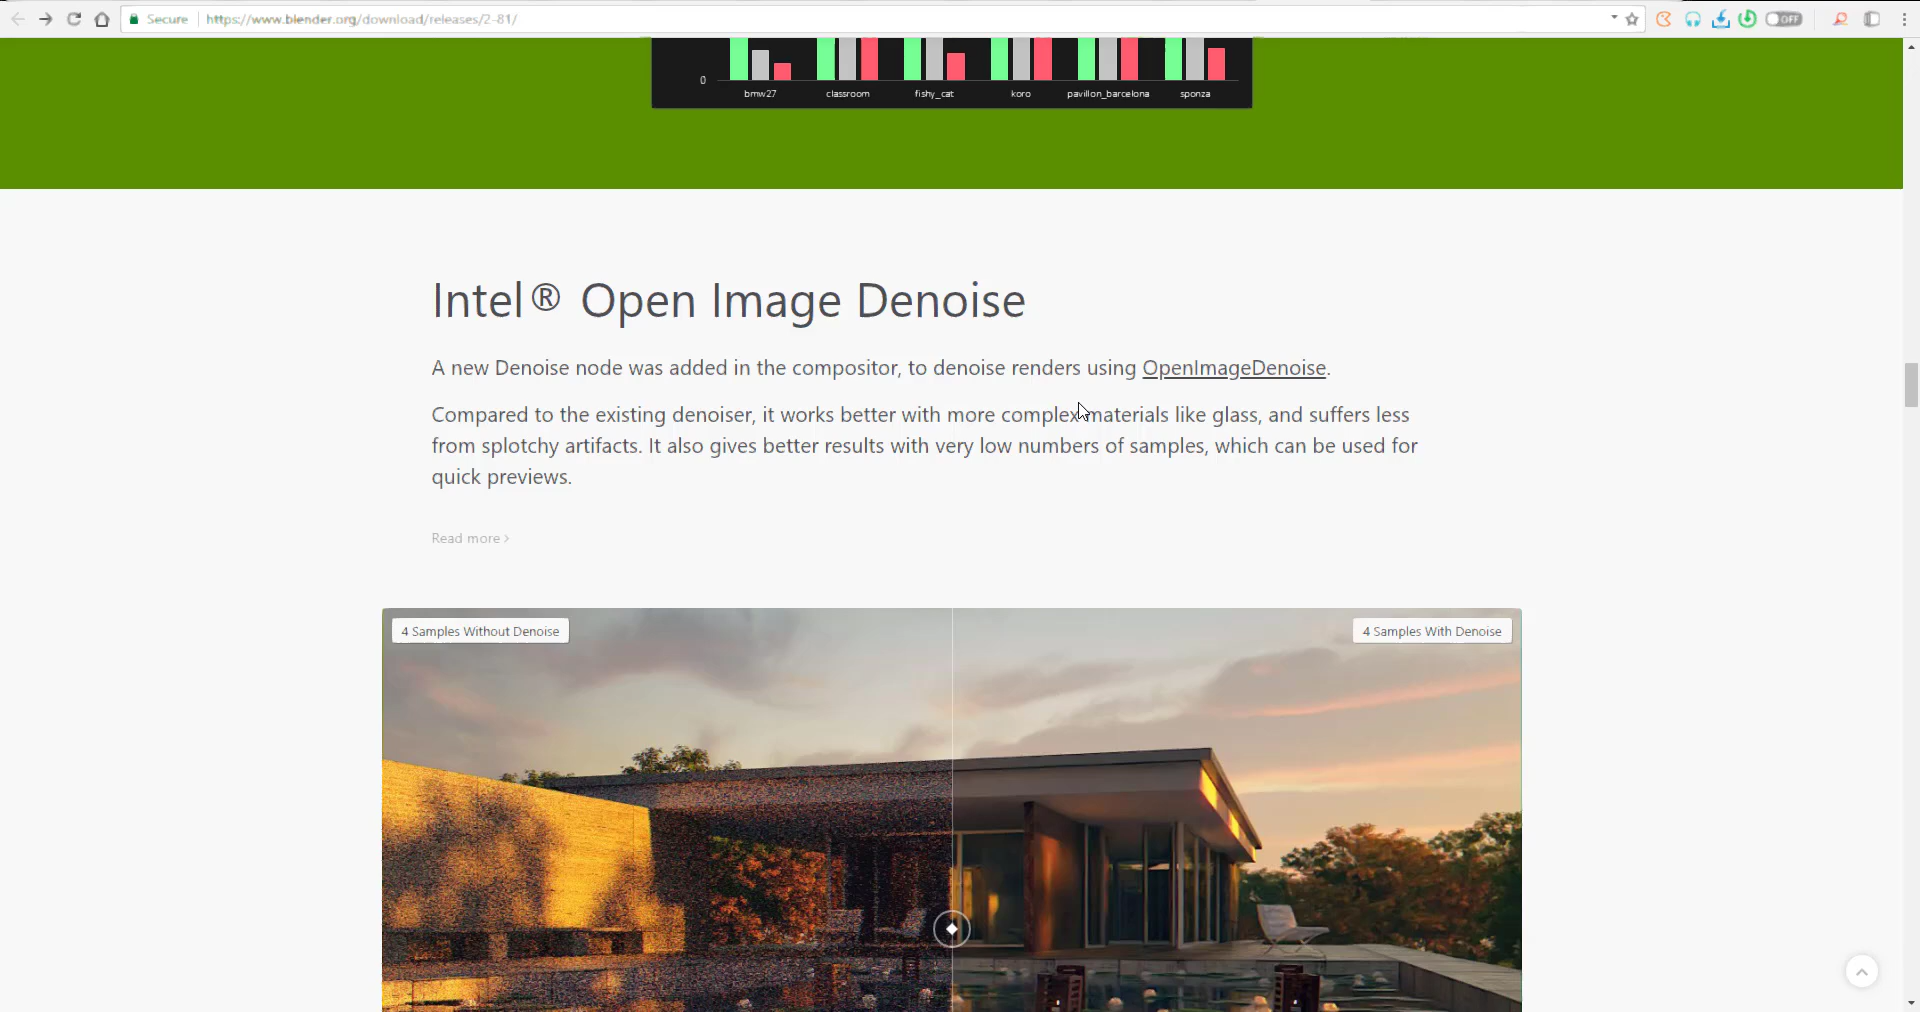 Secure https://www.blender.org/download/releases/2-81/
OFF
0
bmw27 classroom fishy_cat koro pavillon_barcelona sponza
Intel® Open Image Denoise
A new Denoise node was added in the compositor, to denoise renders using OpenImageDenoise.
Compared to the existing denoiser, it works better with more complex materials like glass, and suffers less
from splotchy artifacts. It also gives better results with very low numbers of samples, which can be used for
quick previews.
Read more ›
4 Samples Without Denoise
4 Samples With Denoise